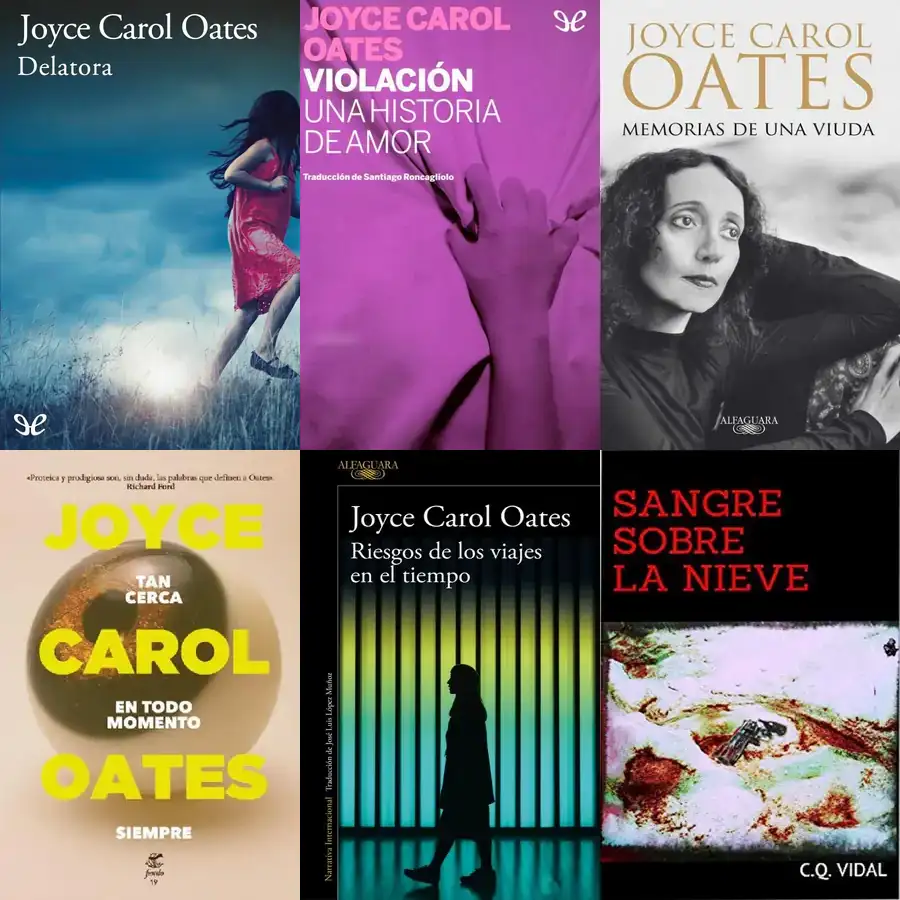 Joyce Carol Oates
Delatora
JOYCE CAROL
OATES
VIOLACIÓN
UNA HISTORIA
DE AMOR
Traducción de Santiago Roncagliolo
JOYCE CAROL
OATES
MEMORIAS DE UNA VIUDA
ALFAGUARA
«Proteica y prodigiosa son, sin duda, las palabras que definen a Oates».
Richard Ford
JOYCE
TAN
CERCA
CAROL
EN TODO
MOMENTO
OATES
SIEMPRE
fiordo
19
ALFAGUARA
Joyce Carol Oates
Riesgos de los viajes
en el tiempo
Narrativa Internacional Traducción de José Luis López Muñoz
SANGRE
SOBRE
LA NIEVE
C.Q. VIDAL